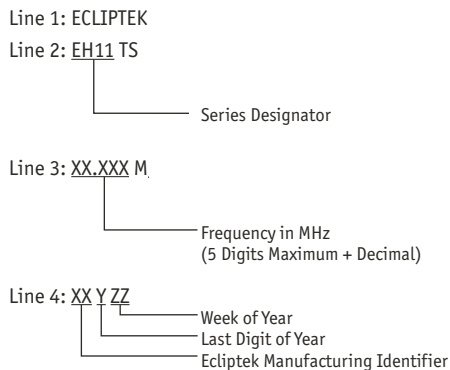 Line 1: ECLIPTEK
Line 2: EH11 TS
Series Designator
Line 3: XX.XXX M
Frequency in MHz
(5 Digits Maximum + Decimal)
Line 4: XX Y ZZ
Week of Year
Last Digit of Year
Ecliptek Manufacturing Identifier